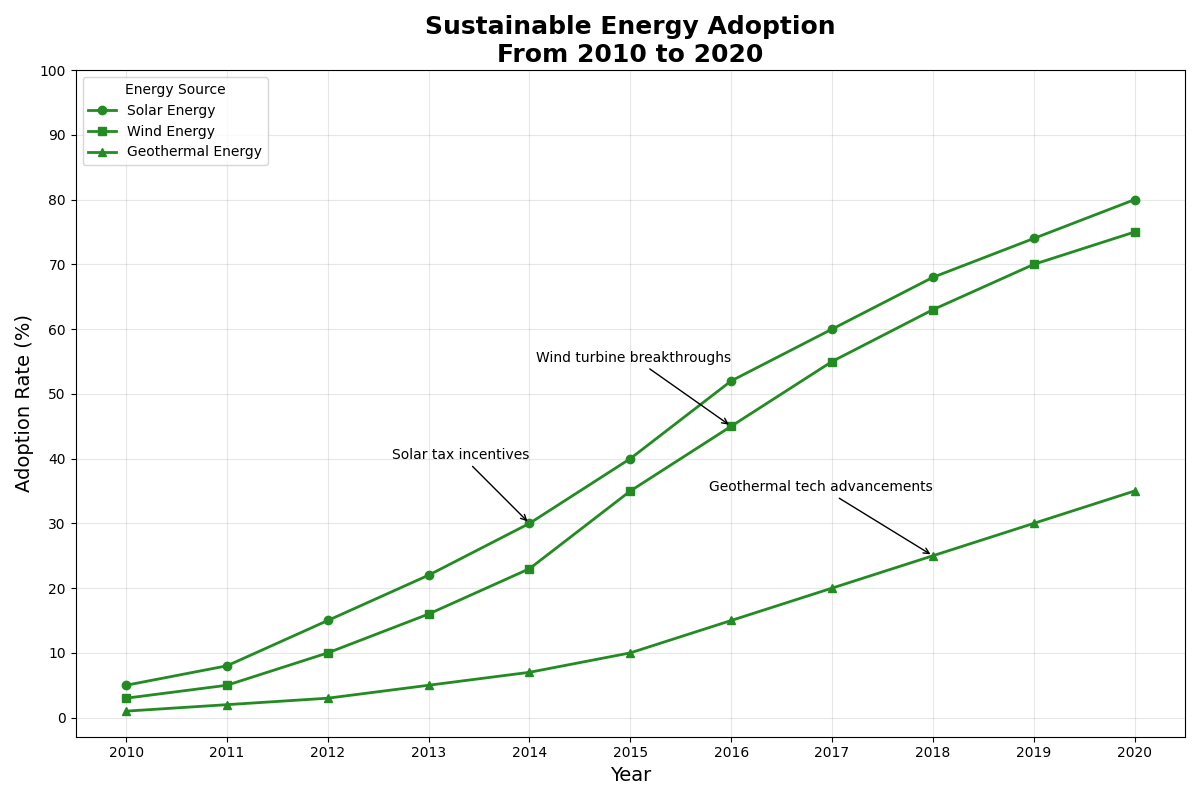 Sustainable Energy Adoption
From 2010 to 2020
Adoption Rate (%)
100
90
80
70
60
50
40
30
20
10
0
Energy Source
Solar Energy
Wind Energy
Geothermal Energy
Wind turbine breakthroughs
Solar tax incentives
Geothermal tech advancements
2010 2011 2012 2013 2014 2015 2016 2017 2018 2019 2020
Year